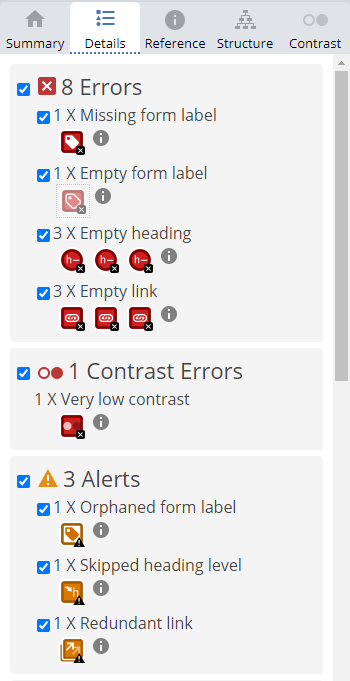 Summary Details Reference Structure Contrast
8 Errors
1 X Missing form label
1 X Empty form label
3 X Empty heading
3 X Empty link
1 Contrast Errors
1 X Very low contrast
3 Alerts
1 X Orphaned form label
1 X Skipped heading level
1 X Redundant link